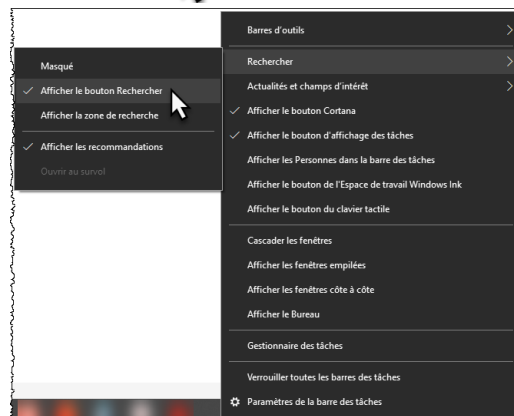 Barres d'outils
Rechercher
Actualités et champs d'intérêt
Afficher le bouton Cortana
Afficher le bouton d'affichage des tâches
Afficher les Personnes dans la barre des tâches
Afficher le bouton de l'Espace de travail Windows Ink
Afficher le bouton du clavier tactile
Cascader les fenêtres
Afficher les fenêtres empilées
Afficher les fenêtres côte à côte
Afficher le Bureau
Gestionnaire des tâches
Verrouiller toutes les barres des tâches
Paramètres de la barre des tâches
Masqué
Afficher le bouton Rechercher
Afficher la zone de recherche
Afficher les recommandations
Ouvrir au survol